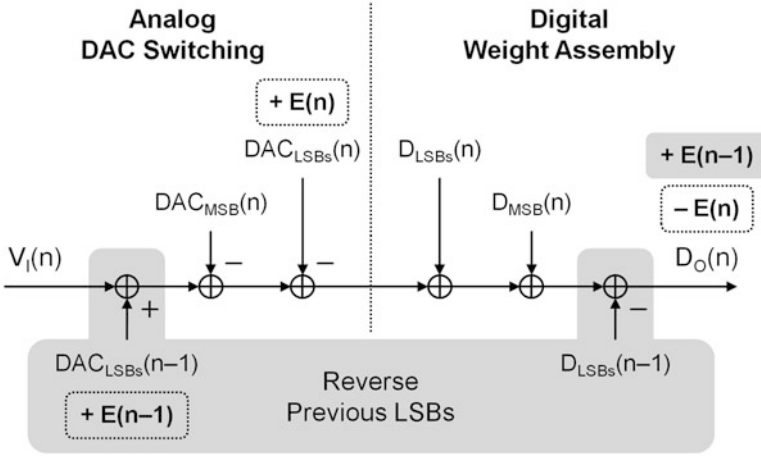 Analog
DAC Switching
Digital
Weight Assembly
+ E(n)
DAC_LSBs(n)
D_LSBs(n)
+ E(n–1)
DAC_MSB(n)
D_MSB(n)
– E(n)
V_I(n)
– –
D_O(n)
+ –
DAC_LSBs(n–1)
D_LSBs(n–1)
Reverse
Previous LSBs
+ E(n–1)